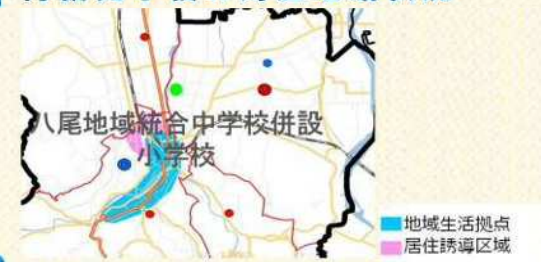 八尾地域統合中学校併設
小学校
地域生活拠点
居住誘導区域